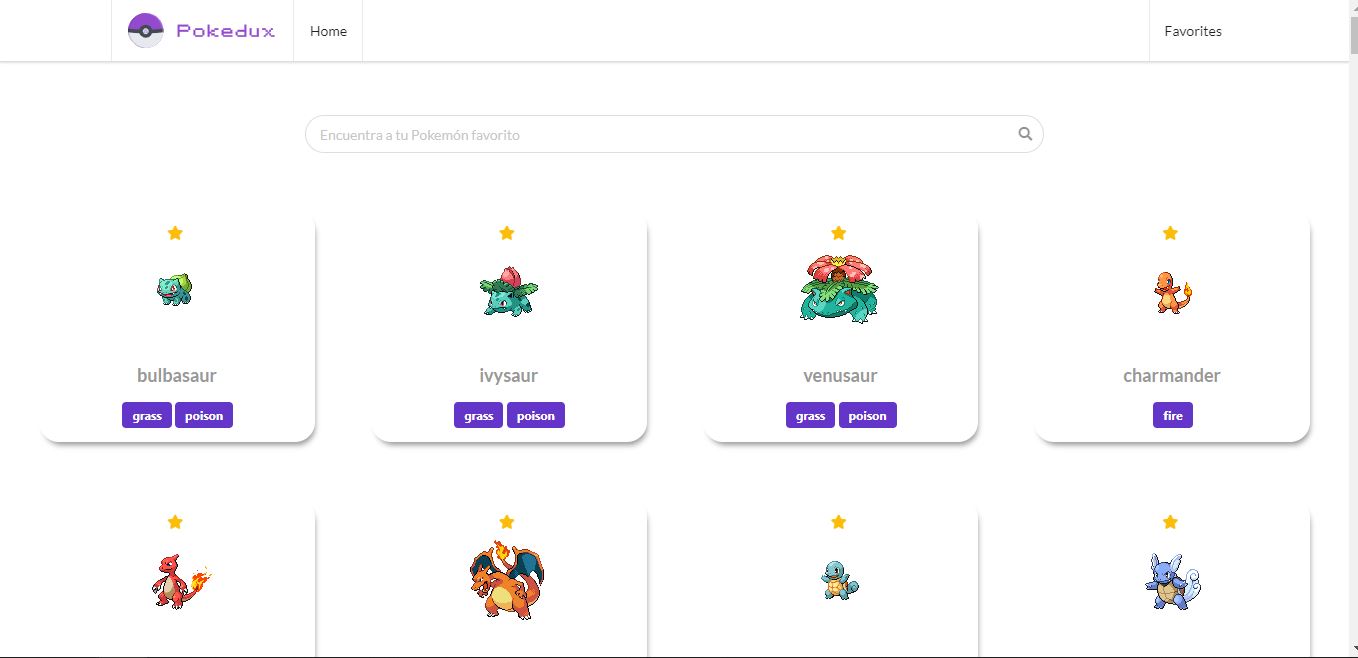 Pokedux Home Favorites
Encuentra a tu Pokemón favorito
bulbasaur ivysaur venusaur charmander
grass poison grass poison grass poison fire